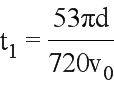 t₁ = 53πd / 720v₀